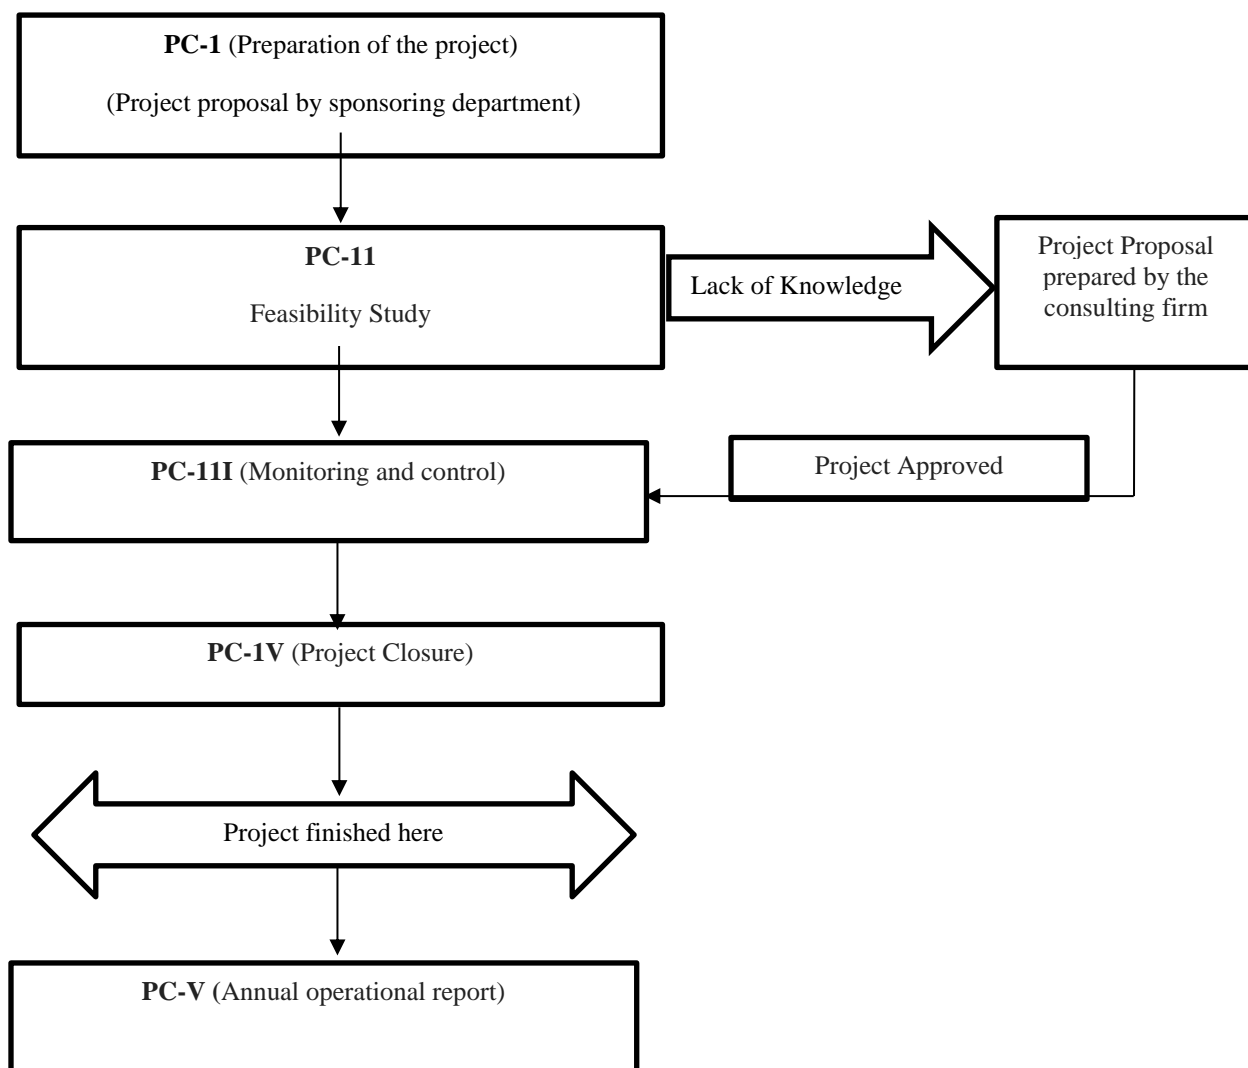 PC-1 (Preparation of the project)
(Project proposal by sponsoring department)
PC-11
Feasibility Study
Lack of Knowledge
Project Proposal
prepared by the
consulting firm
PC-11I (Monitoring and control)
Project Approved
PC-1V (Project Closure)
Project finished here
PC-V (Annual operational report)